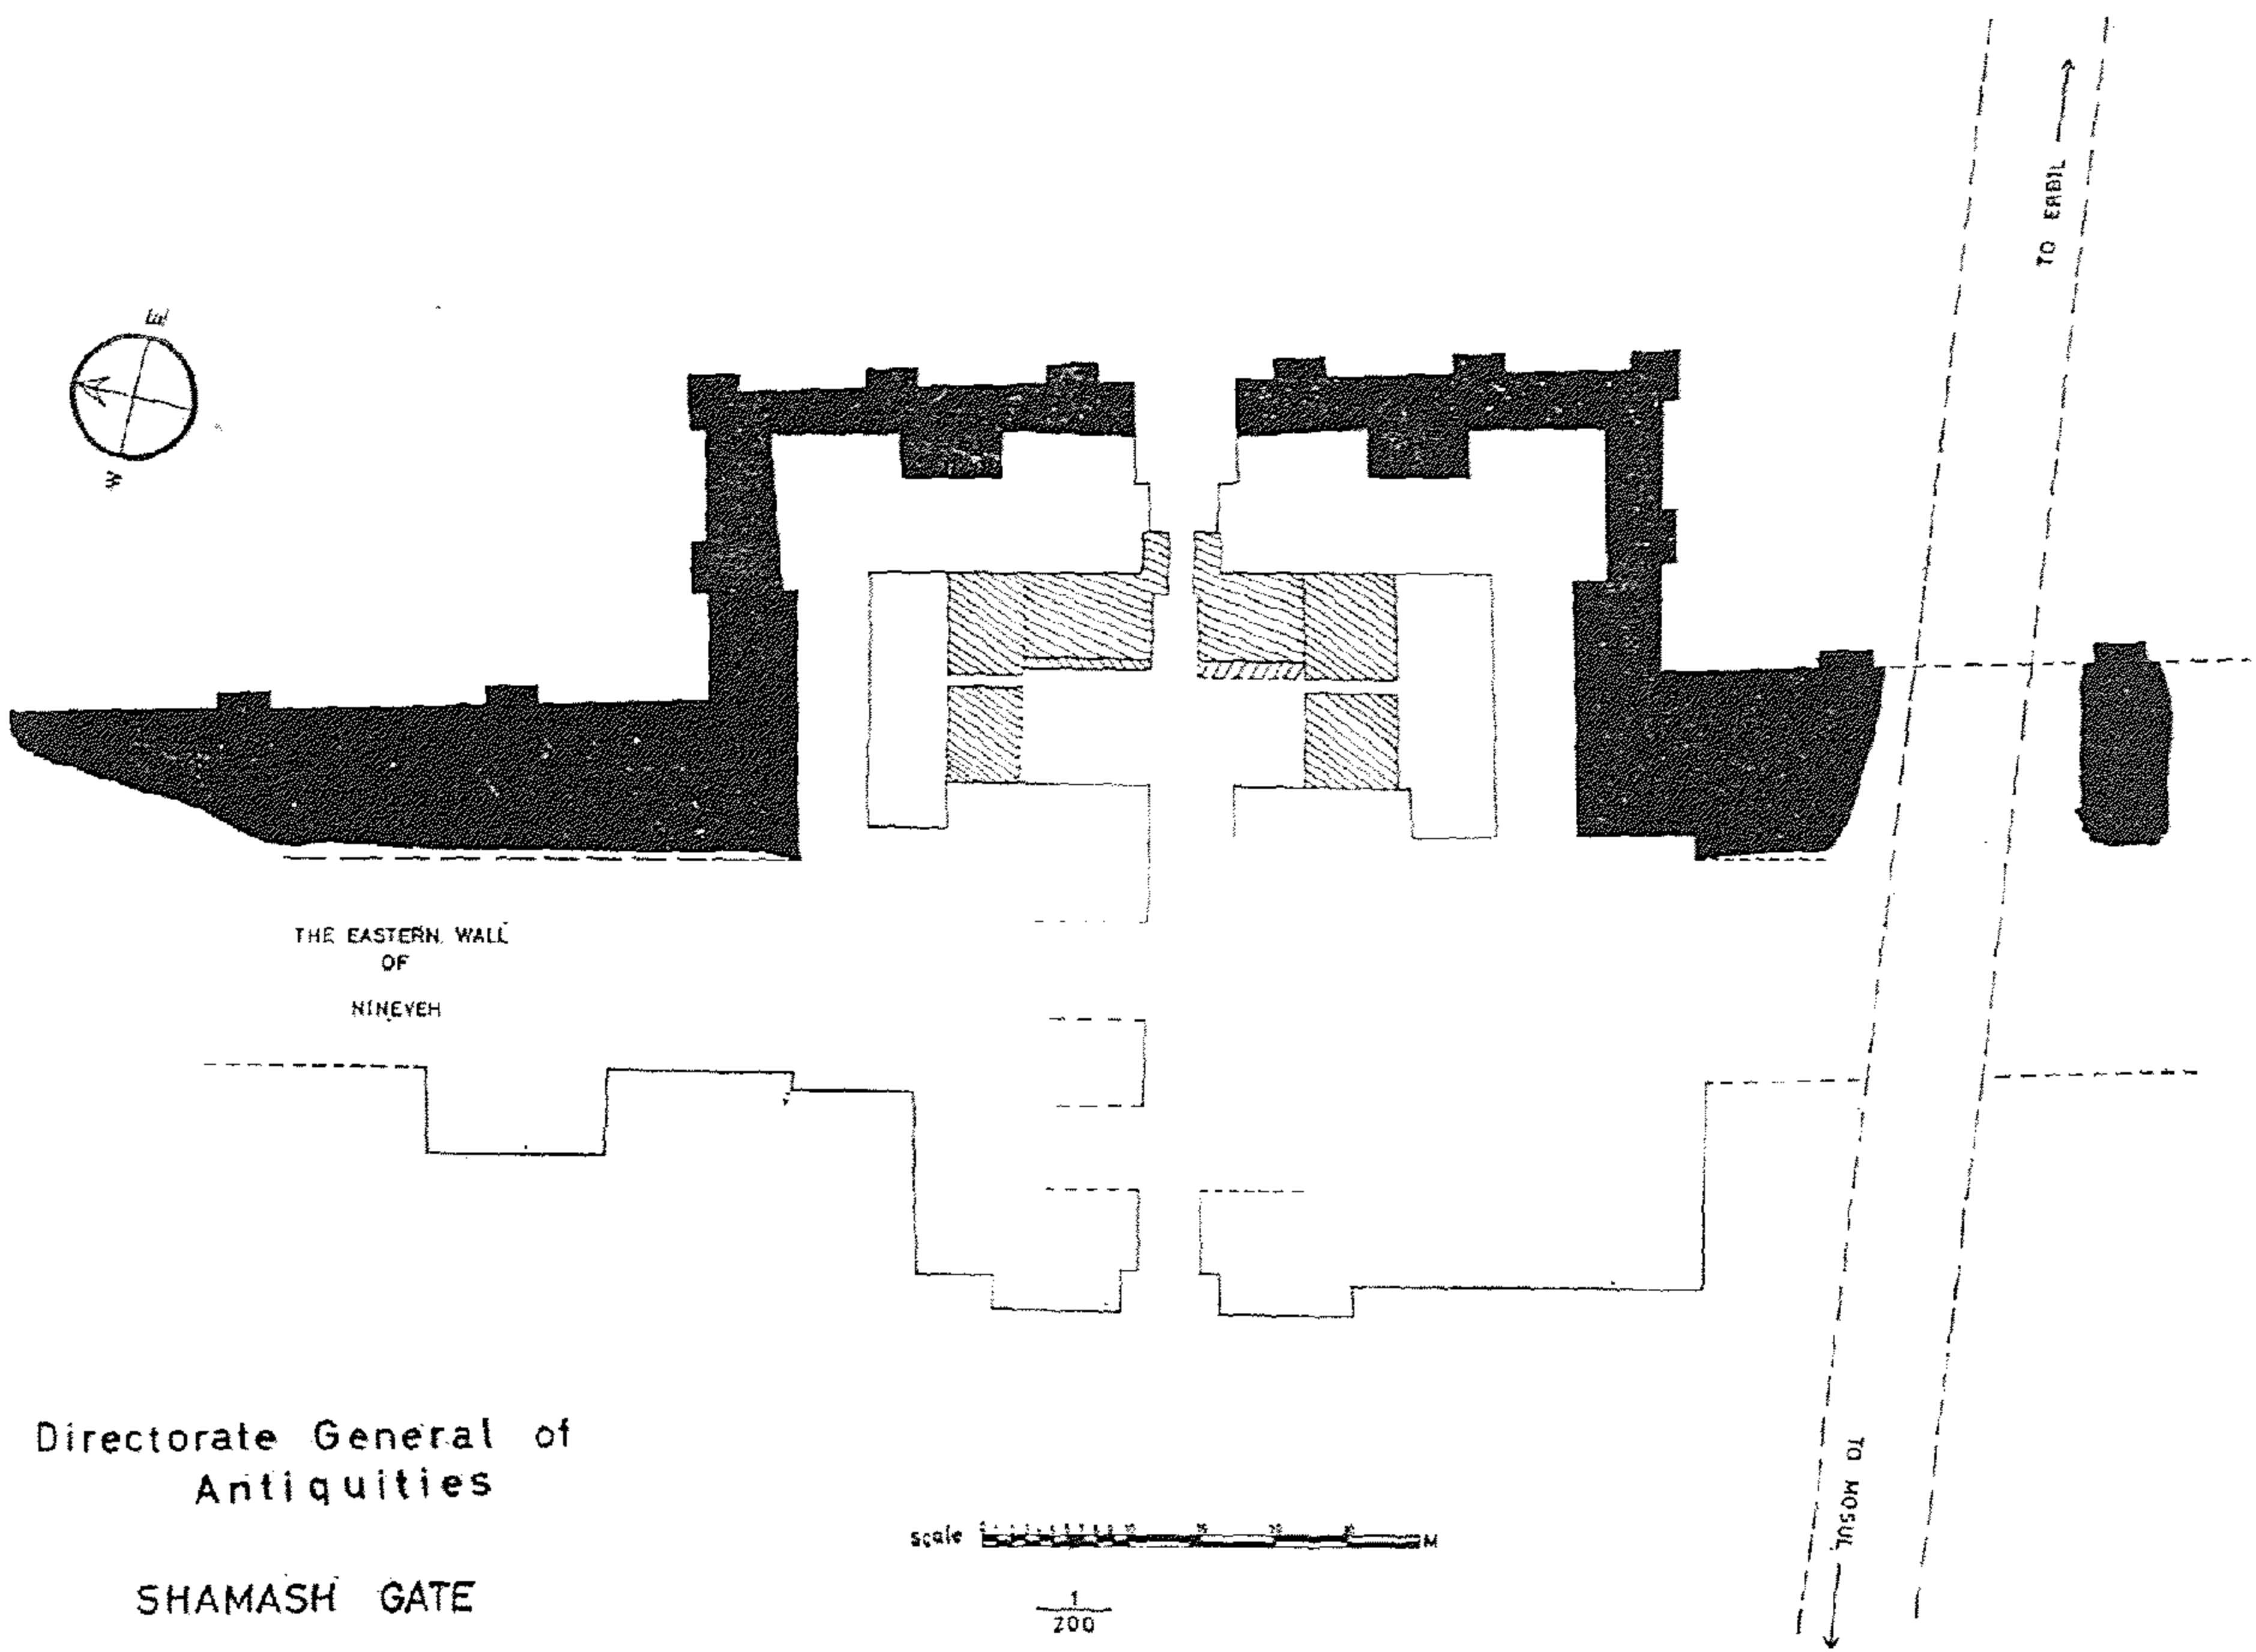 TO ERBIL
E
W
THE EASTERN WALL
OF
NINEVEH
TO MOSUL
Directorate General of
Antiquities
SHAMASH GATE
scale
M
1
200